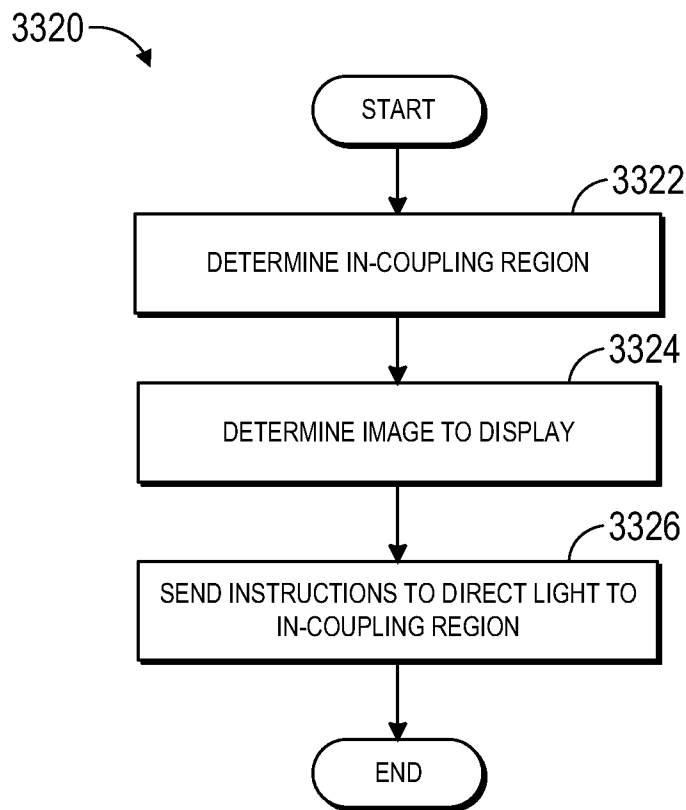 3320
START
3322
DETERMINE IN-COUPLING REGION
3324
DETERMINE IMAGE TO DISPLAY
3326
SEND INSTRUCTIONS TO DIRECT LIGHT TO
IN-COUPLING REGION
END